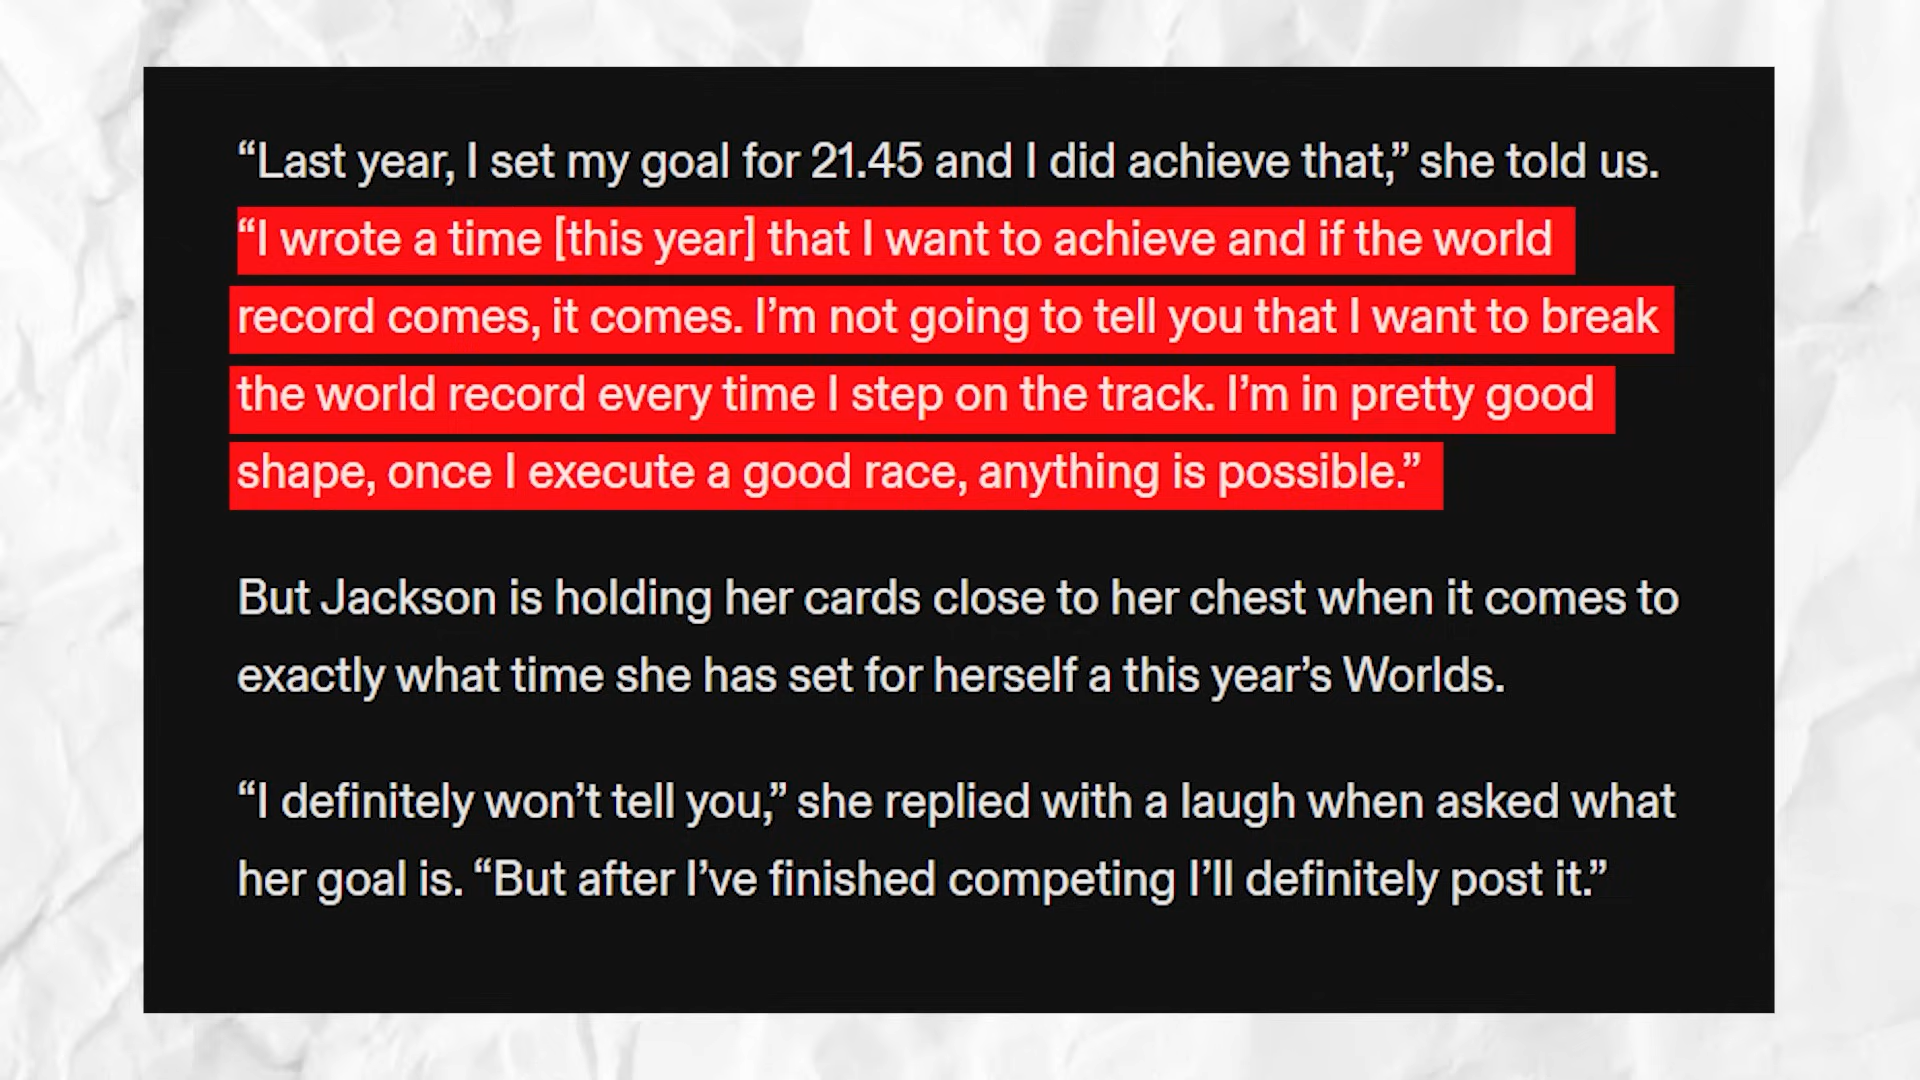 “Last year, I set my goal for 21.45 and I did achieve that,” she told us.
“I wrote a time [this year] that I want to achieve and if the world
record comes, it comes. I’m not going to tell you that I want to break
the world record every time I step on the track. I’m in pretty good
shape, once I execute a good race, anything is possible.”
But Jackson is holding her cards close to her chest when it comes to
exactly what time she has set for herself a this year’s Worlds.
“I definitely won’t tell you,” she replied with a laugh when asked what
her goal is. “But after I’ve finished competing I’ll definitely post it.”